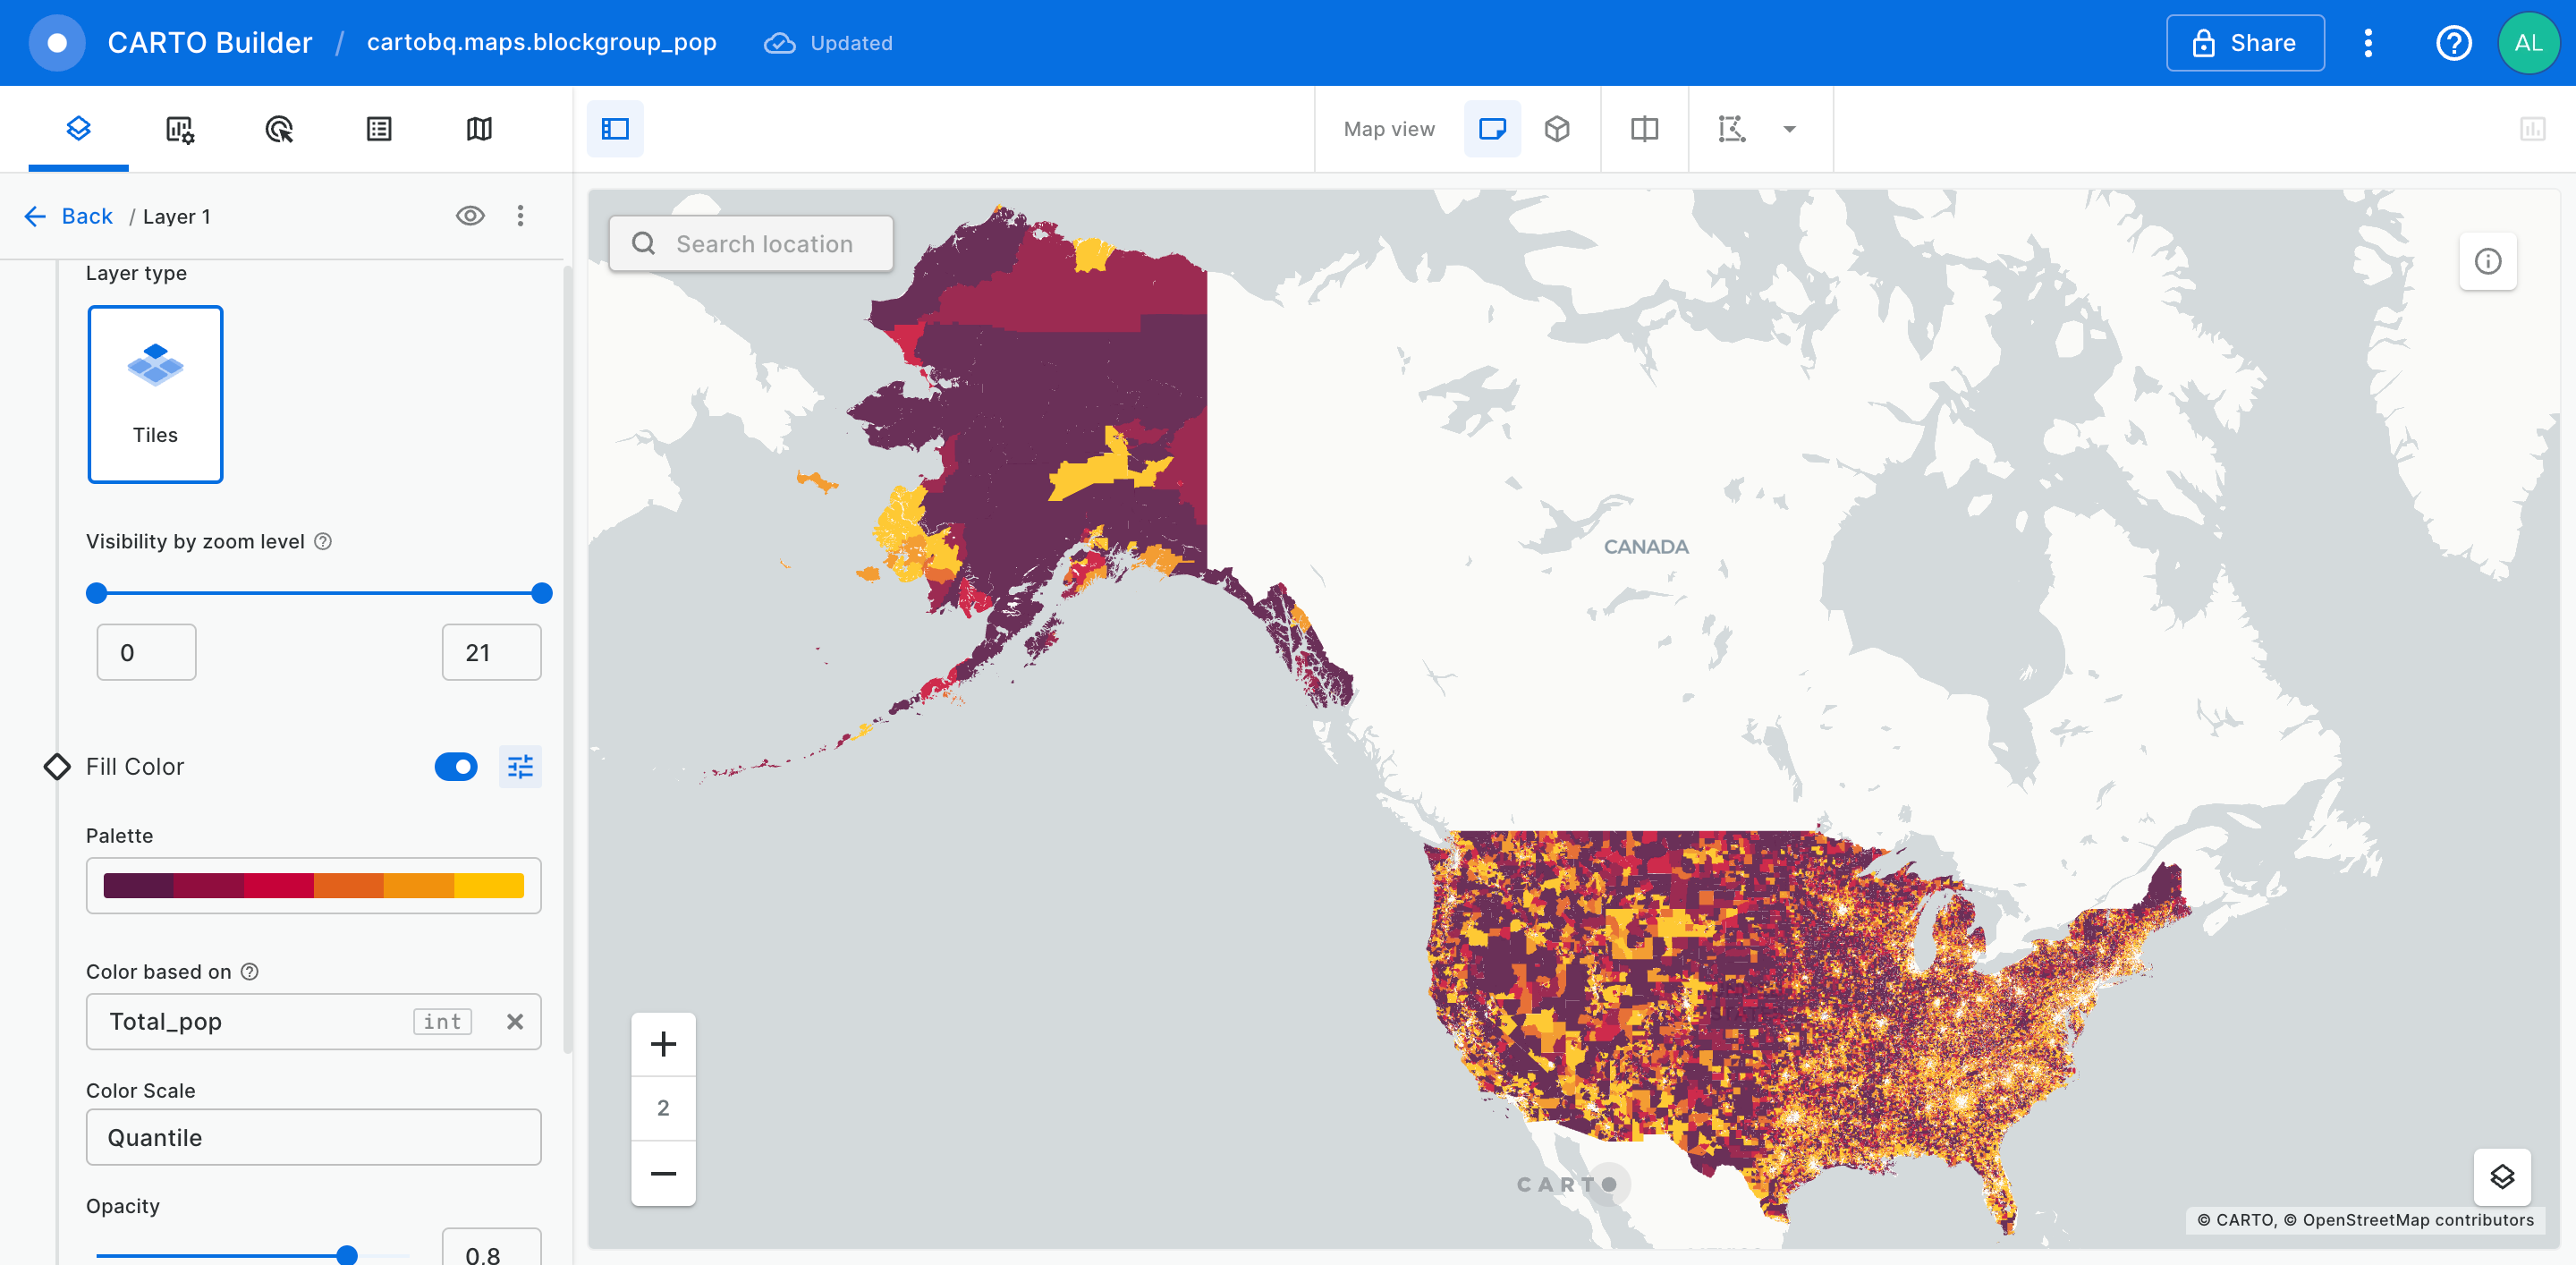 CARTO Builder / cartobq.maps.blockgroup_pop Updated
Share
AL
Map view
Back / Layer 1
Search location
Layer type
Tiles
Visibility by zoom level
0 21
Fill Color
Palette
Color based on
Total_pop int
Color Scale
Quantile
Opacity
0.8
2
CANADA
CARTO
© CARTO, © OpenStreetMap contributors